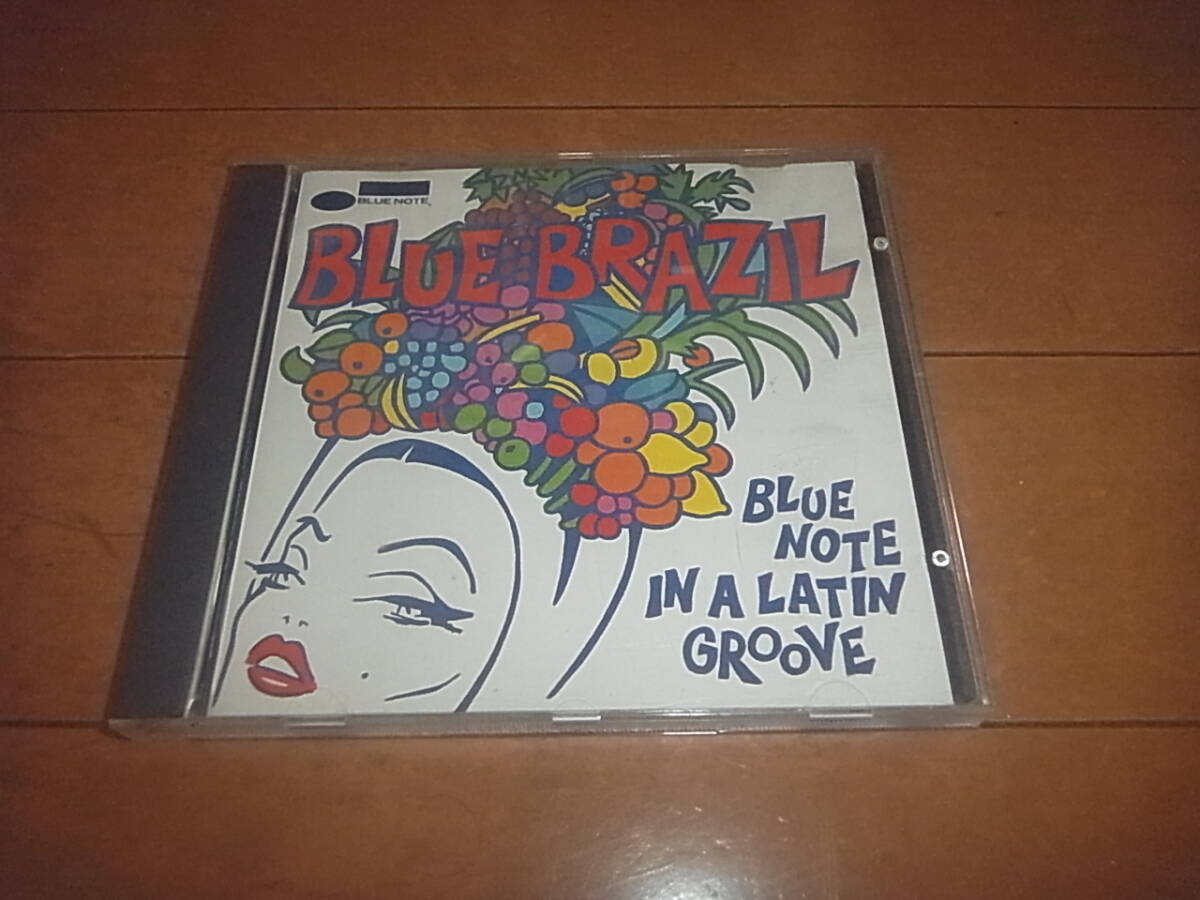 BLUE NOTE
BLUE BRAZIL
BLUE
NOTE
IN A LATIN
GROOVE